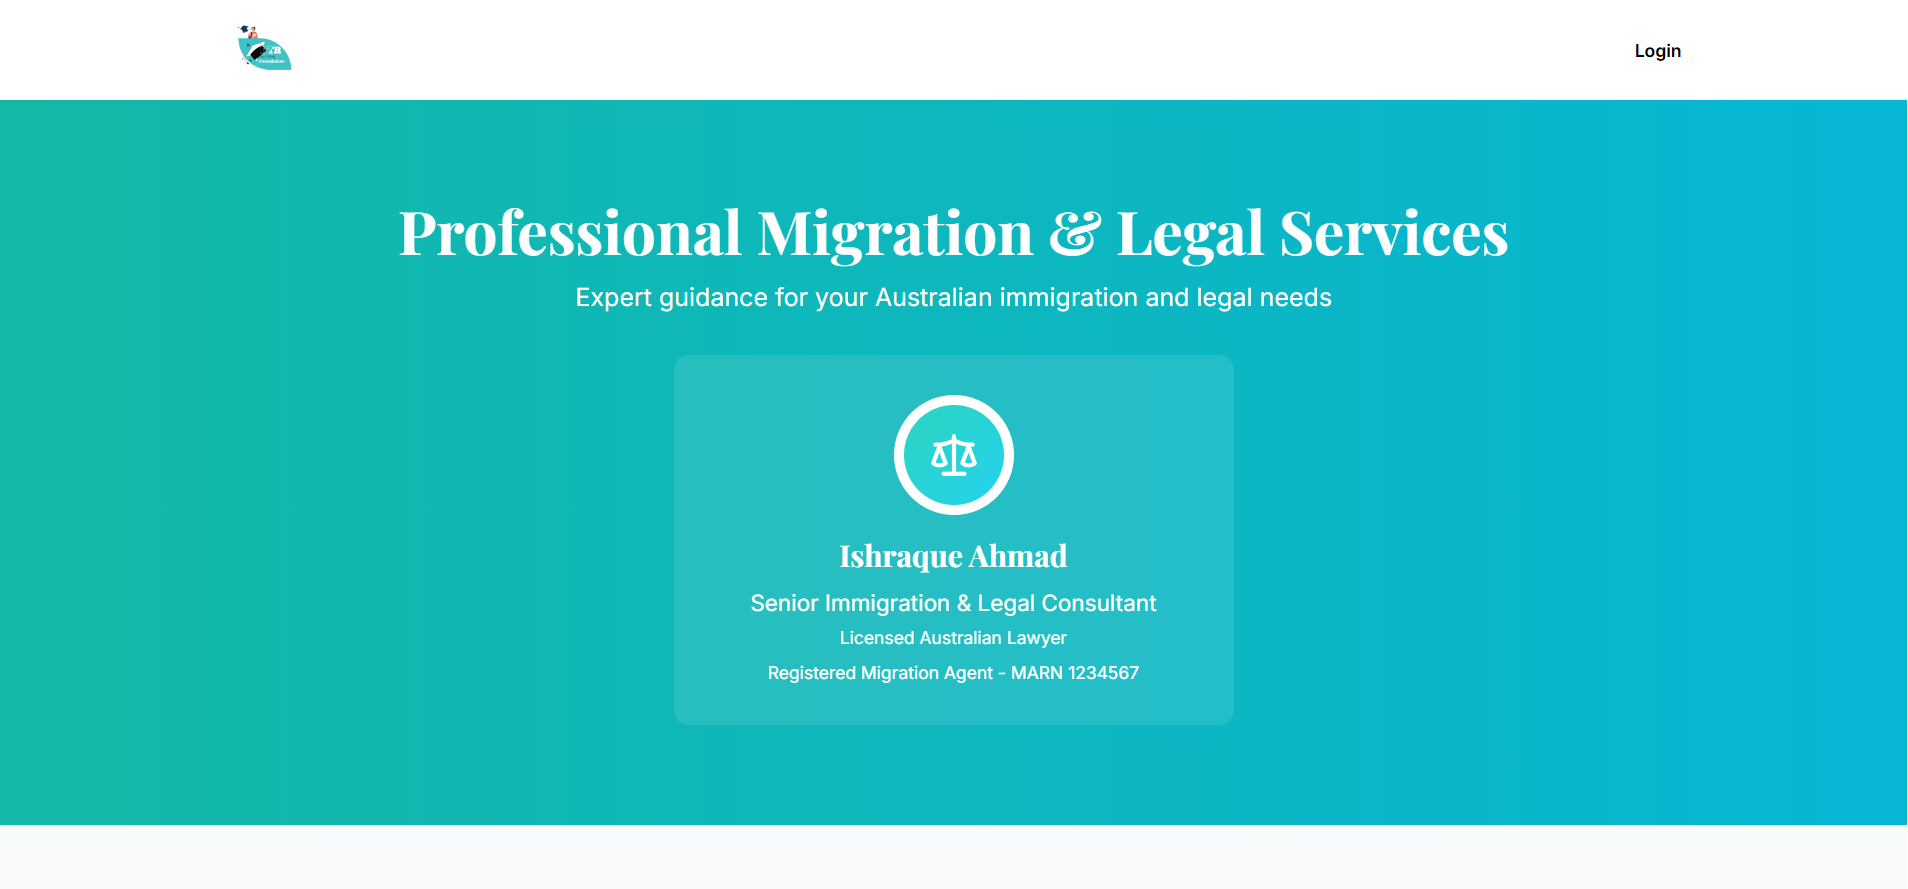 Login
Professional Migration & Legal Services
Expert guidance for your Australian immigration and legal needs
Ishraque Ahmad
Senior Immigration & Legal Consultant
Licensed Australian Lawyer
Registered Migration Agent - MARN 1234567